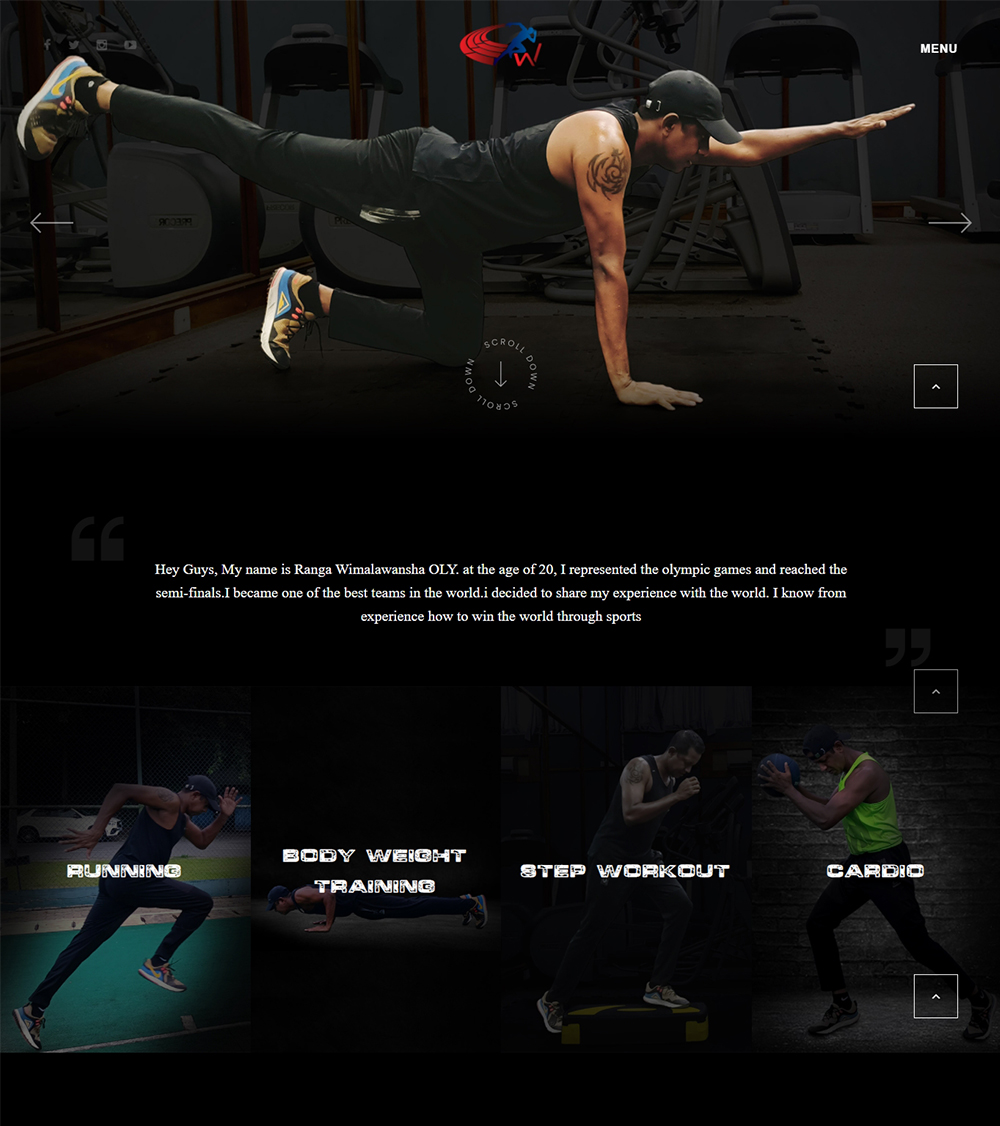 MENU
W
SCROLL DOWN SCROLL DOWN
Hey Guys, My name is Ranga Wimalawansha OLY. at the age of 20, I represented the olympic games and reached the
semi-finals.I became one of the best teams in the world.i decided to share my experience with the world. I know from
experience how to win the world through sports
RUNNING
BODY WEIGHT
TRAINING
STEP WORKOUT
CARDIO